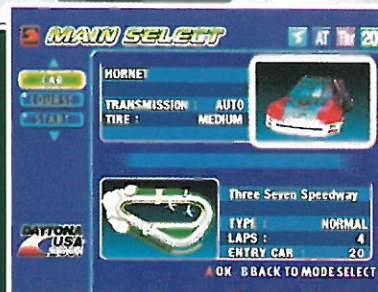 MAIN SELECT
AT Thr 20
CAR
COURSE
START
HORNET
TRANSMISSION : AUTO
TIRE : MEDIUM
Three Seven Speedway
TYPE : NORMAL
LAPS : 4
ENTRY CAR : 20
DAYTONA
USA
A OK B BACK TO MODE SELECT